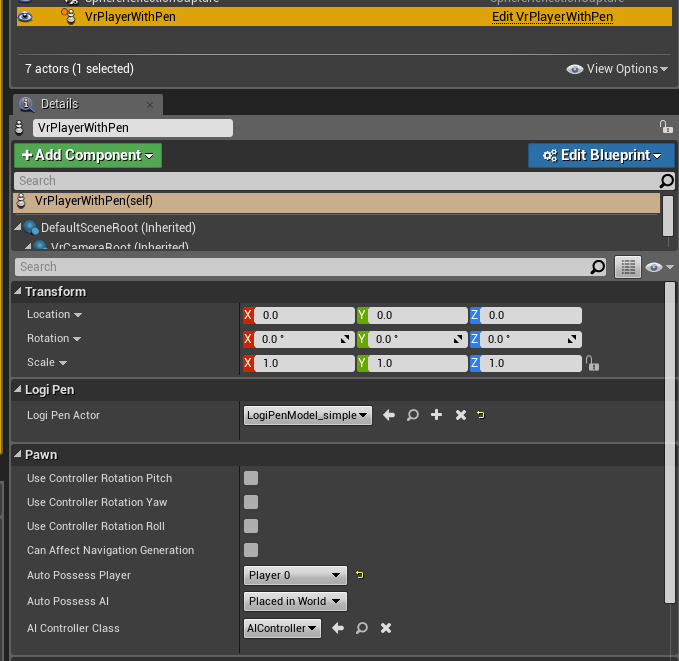 SphereReflectionCapture SphereReflectionCapture
VrPlayerWithPen Edit VrPlayerWithPen
7 actors (1 selected) View Options
Details
VrPlayerWithPen
+ Add Component Edit Blueprint
Search
VrPlayerWithPen(self)
DefaultSceneRoot (Inherited)
VrCameraRoot (Inherited)
Search
Transform
Location X 0.0 Y 0.0 Z 0.0
Rotation X 0.0 ° Y 0.0 ° Z 0.0 °
Scale X 1.0 Y 1.0 Z 1.0
Logi Pen
Logi Pen Actor LogiPenModel_simple
Pawn
Use Controller Rotation Pitch
Use Controller Rotation Yaw
Use Controller Rotation Roll
Can Affect Navigation Generation
Auto Possess Player Player 0
Auto Possess AI Placed in World
AI Controller Class AIController